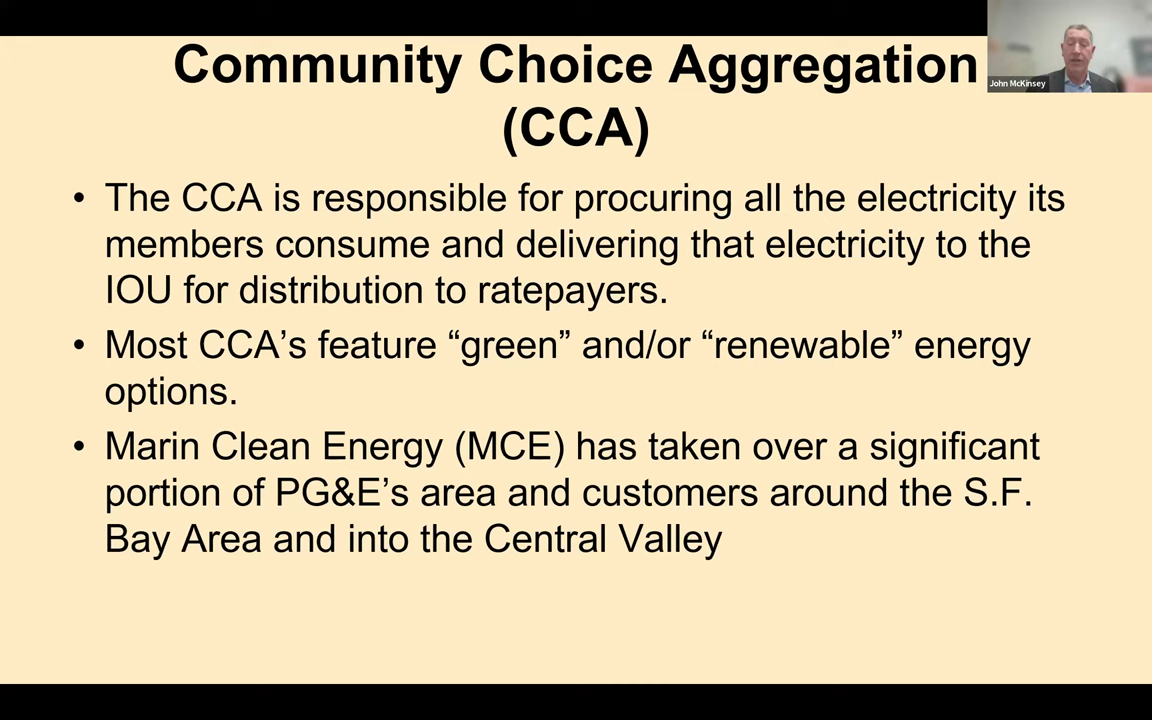 Community Choice Aggregation
(CCA)
John McKinsey
• The CCA is responsible for procuring all the electricity its
members consume and delivering that electricity to the
IOU for distribution to ratepayers.
• Most CCA’s feature “green” and/or “renewable” energy
options.
• Marin Clean Energy (MCE) has taken over a significant
portion of PG&E’s area and customers around the S.F.
Bay Area and into the Central Valley